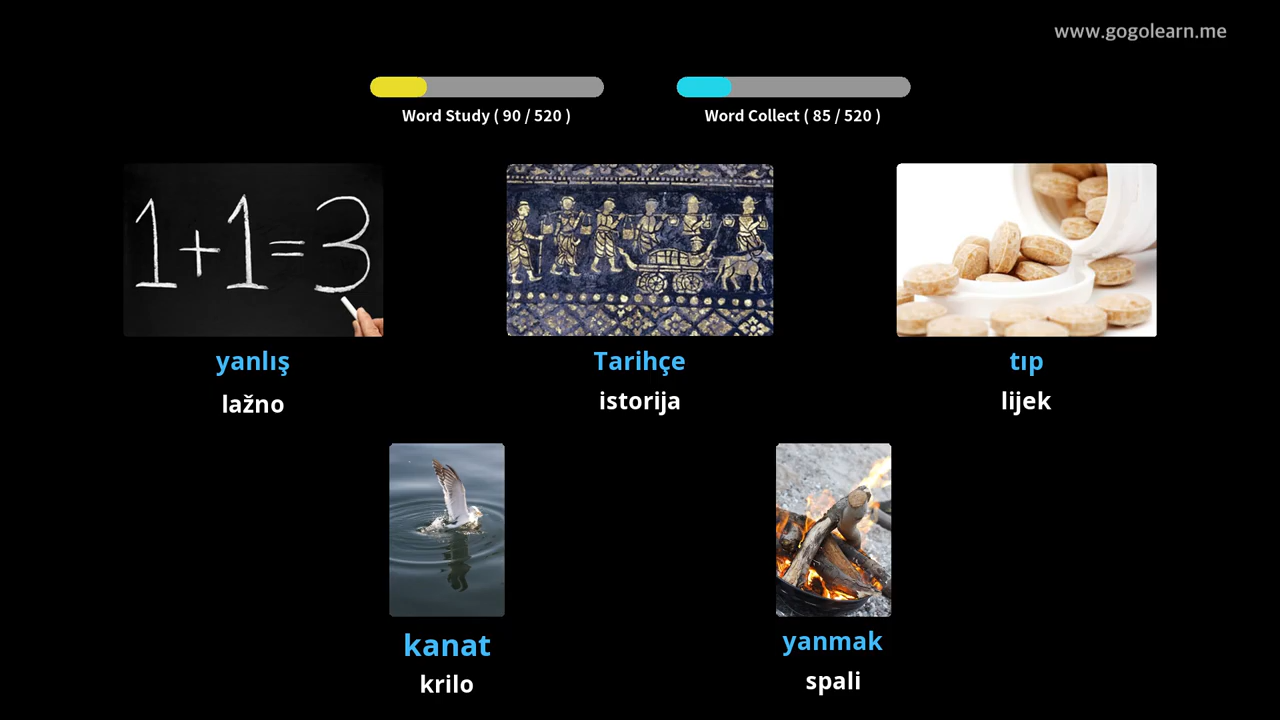 www.gogolearn.me
Word Study ( 90 / 520 )
Word Collect ( 85 / 520 )
1+1=3
yanlış
lažno
Tarihçe
istorija
tıp
lijek
kanat
krilo
yanmak
spali